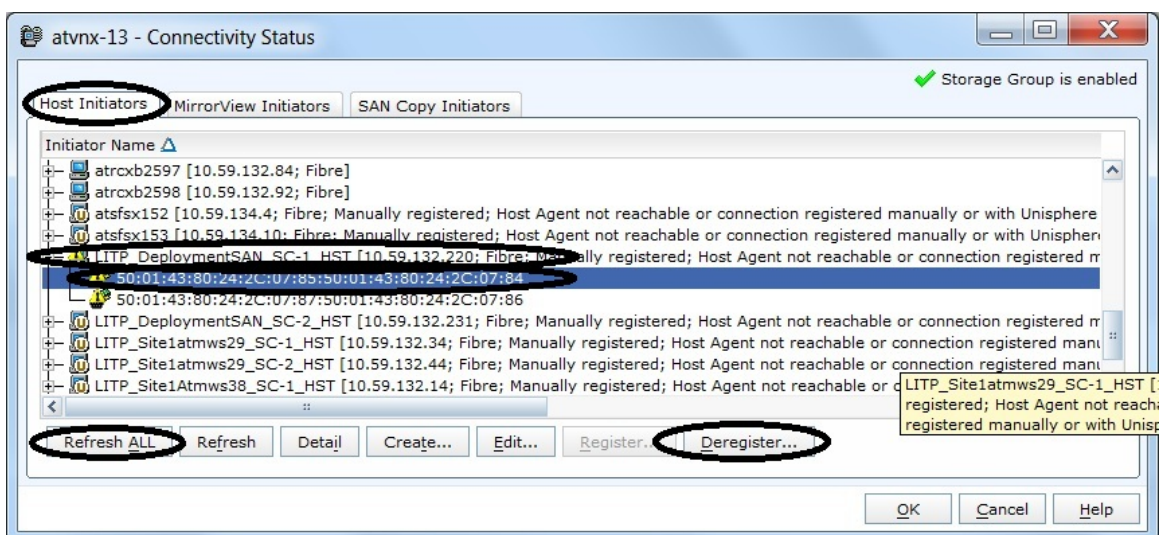 atvnx-13 - Connectivity Status
Storage Group is enabled
Host Initiators MirrorView Initiators SAN Copy Initiators
Initiator Name
atrcxb2597 [10.59.132.84; Fibre]
atrcxb2598 [10.59.132.92; Fibre]
atsfsx152 [10.59.134.4; Fibre; Manually registered; Host Agent not reachable or connection registered manually or with Unisphere
atsfsx153 [10.59.134.10; Fibre; Manually registered; Host Agent not reachable or connection registered manually or with Unisphere
LITP_DeploymentSAN_SC-1_HST [10.59.132.220; Fibre; Manually registered; Host Agent not reachable or connection registered m
50:01:43:80:24:2C:07:85:50:01:43:80:24:2C:07:84
50:01:43:80:24:2C:07:87:50:01:43:80:24:2C:07:86
LITP_DeploymentSAN_SC-2_HST [10.59.132.231; Fibre; Manually registered; Host Agent not reachable or connection registered m
LITP_Site1atmws29_SC-1_HST [10.59.132.34; Fibre; Manually registered; Host Agent not reachable or connection registered manu
LITP_Site1atmws29_SC-2_HST [10.59.132.44; Fibre; Manually registered; Host Agent not reachable or connection registered manu
LITP_Site1Atmws38_SC-1_HST [10.59.132.14; Fibre; Manually registered; Host Agent not reachable or c
LITP_Site1atmws29_SC-1_HST [
registered; Host Agent not reach
registered manually or with Unisp
Refresh ALL Refresh Detail Create... Edit... Register... Deregister...
OK Cancel Help